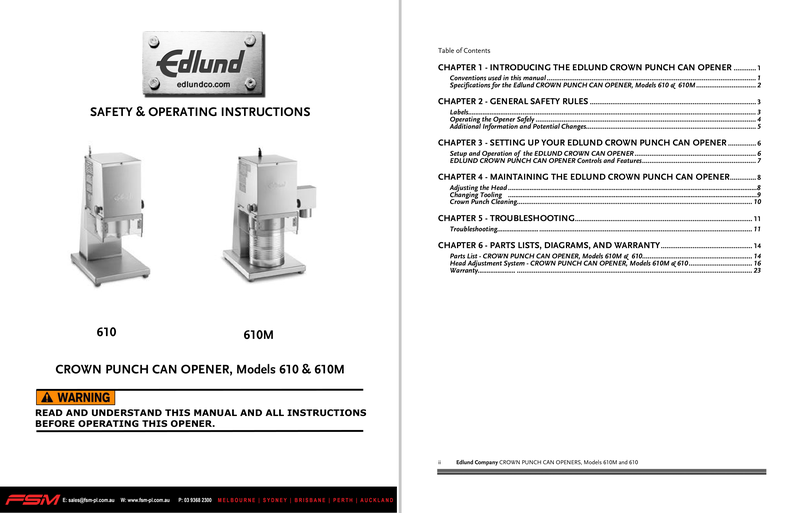 Edlund
edlundco.com
SAFETY & OPERATING INSTRUCTIONS
610
610M
CROWN PUNCH CAN OPENER, Models 610 & 610M
WARNING
READ AND UNDERSTAND THIS MANUAL AND ALL INSTRUCTIONS
BEFORE OPERATING THIS OPENER.
FSM E: sales@fsm-pl.com.au W: www.fsm-pl.com.au P: 03 9368 2300 MELBOURNE | SYDNEY | BRISBANE | PERTH | AUCKLAND
Table of Contents
CHAPTER 1 - INTRODUCING THE EDLUND CROWN PUNCH CAN OPENER ............ 1
Conventions used in this manual ............ 1
Specifications for the Edlund CROWN PUNCH CAN OPENER, Models 610 & 610M ............ 2
CHAPTER 2 - GENERAL SAFETY RULES ............ 3
Labels ............ 3
Operating the Opener Safely ............ 4
Additional Information and Potential Changes ............ 5
CHAPTER 3 - SETTING UP YOUR EDLUND CROWN PUNCH CAN OPENER ............ 6
Setup and Operation of the EDLUND CROWN CAN OPENER ............ 6
EDLUND CROWN PUNCH CAN OPENER Controls and Features ............ 7
CHAPTER 4 - MAINTAINING THE EDLUND CROWN PUNCH CAN OPENER ............ 8
Adjusting the Head ............ 8
Changing Tooling ............ 9
Crown Punch Cleaning ............ 10
CHAPTER 5 - TROUBLESHOOTING ............ 11
Troubleshooting ............ 11
CHAPTER 6 - PARTS LISTS, DIAGRAMS, AND WARRANTY ............ 14
Parts List - CROWN PUNCH CAN OPENER, Models 610M & 610 ............ 14
Head Adjustment System - CROWN PUNCH CAN OPENER, Models 610M & 610 ............ 16
Warranty ............ 23
ii Edlund Company CROWN PUNCH CAN OPENERS, Models 610M and 610